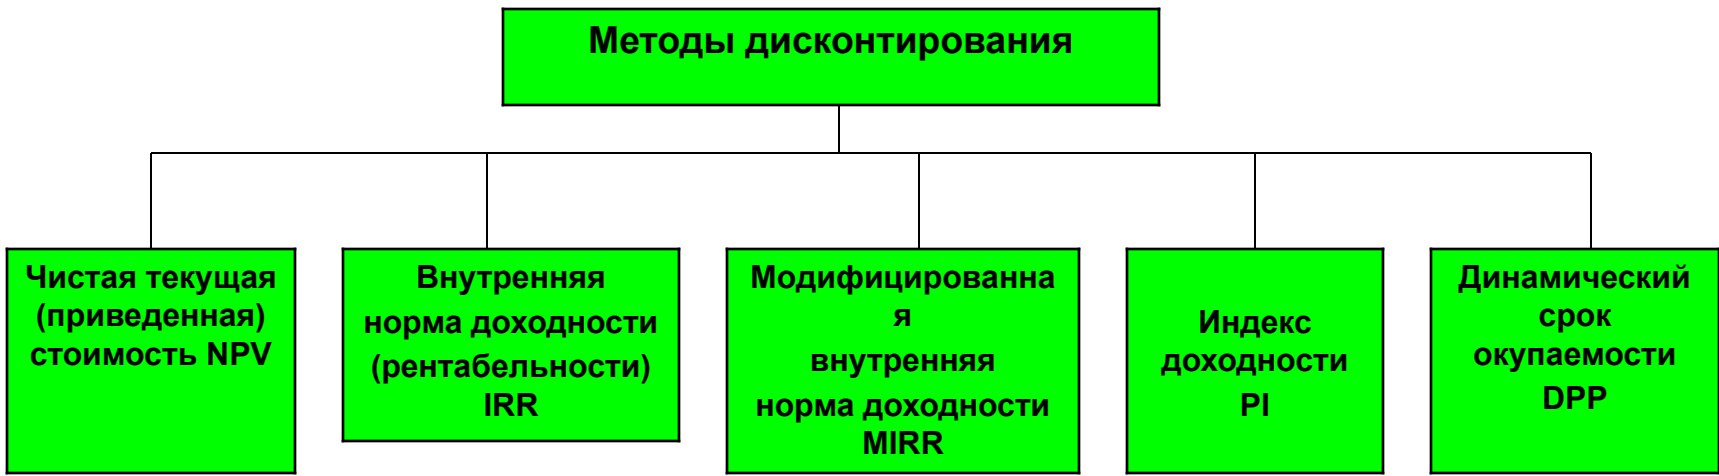 Методы дисконтирования
Чистая текущая
(приведенная)
стоимость NPV
Внутренняя
норма доходности
(рентабельности)
IRR
Модифицированна
я
внутренняя
норма доходности
MIRR
Индекс
доходности
PI
Динамический
срок
окупаемости
DPP